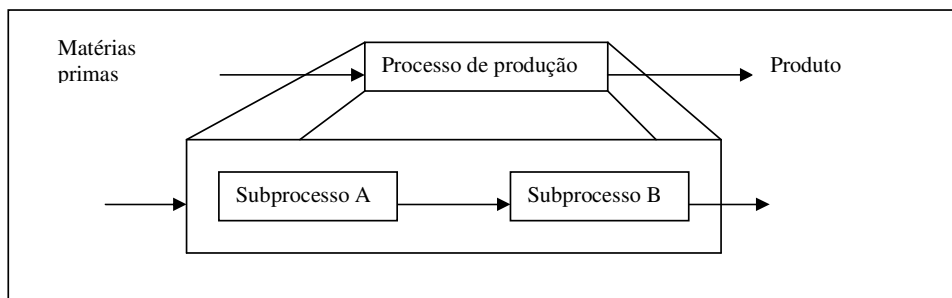 Matérias
primas
Processo de produção
Produto
Subprocesso A
Subprocesso B